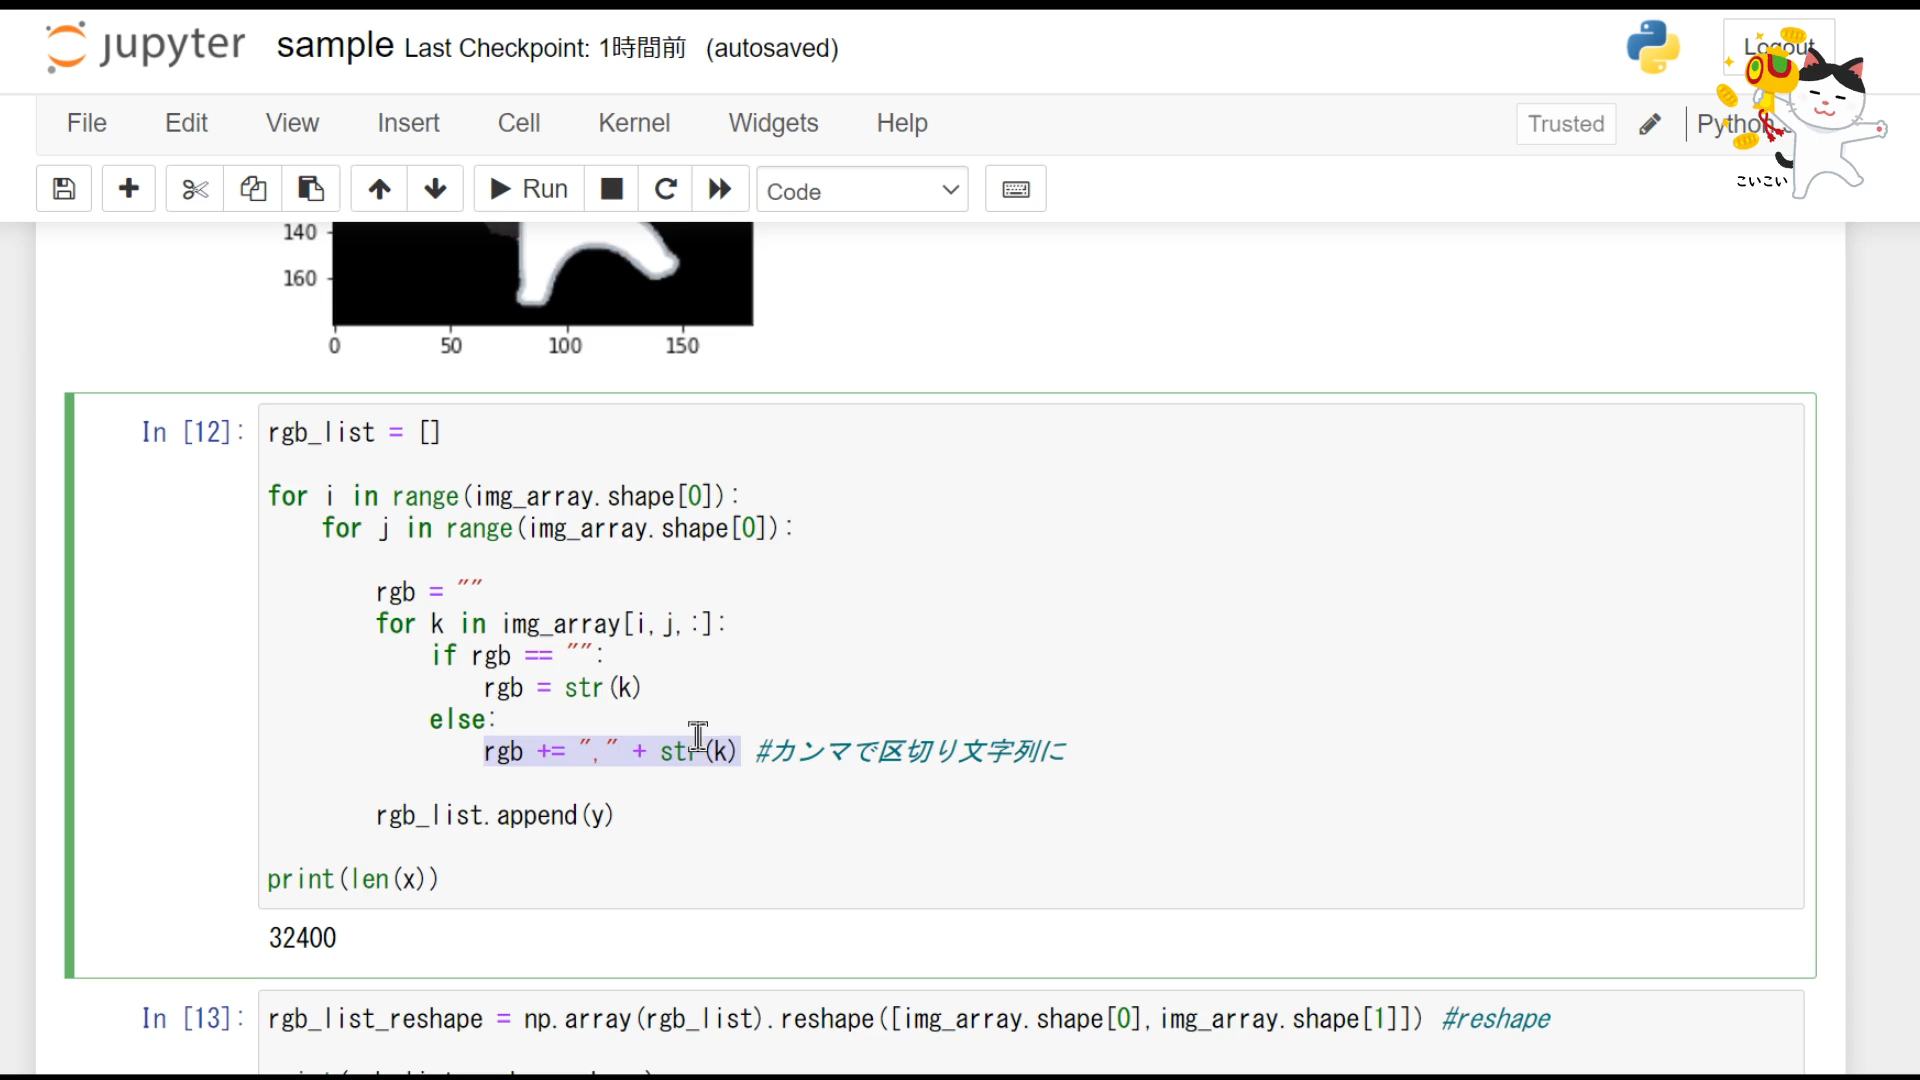 jupyter sample Last Checkpoint: 1時間前 (autosaved) Logout
File Edit View Insert Cell Kernel Widgets Help Trusted Python
こいこい
Run Code
140
160
0 50 100 150
In [12]: rgb_list = []
for i in range(img_array.shape[0]):
    for j in range(img_array.shape[0]):
        rgb = ""
        for k in img_array[i,j,:]:
            if rgb == "":
                rgb = str(k)
            else:
                rgb += "," + str(k) #カンマで区切り文字列に
        rgb_list.append(y)
print(len(x))
32400
In [13]: rgb_list_reshape = np.array(rgb_list).reshape([img_array.shape[0],img_array.shape[1]]) #reshape